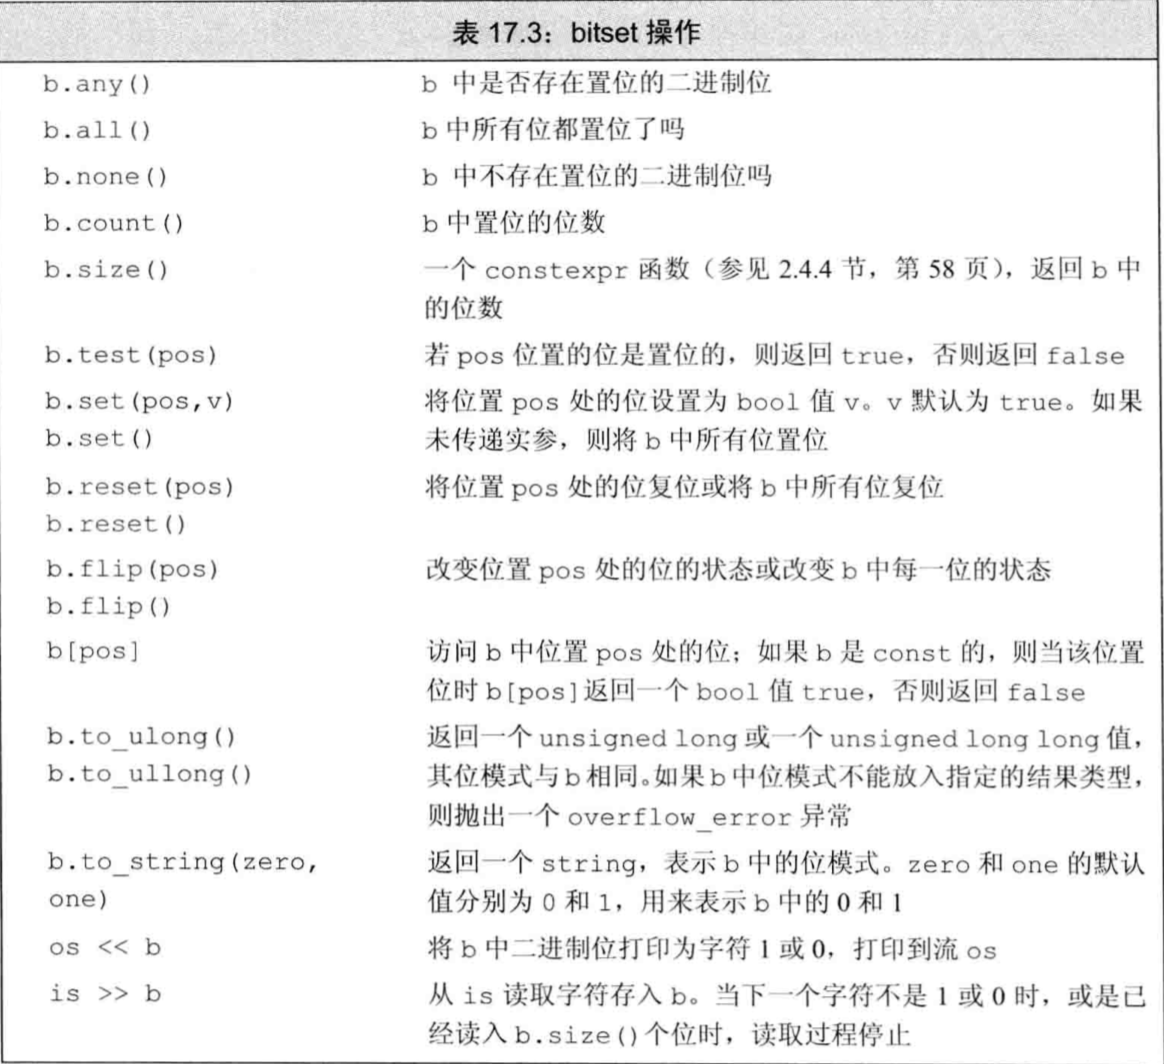 表 17.3：bitset 操作
b.any() b 中是否存在置位的二进制位
b.all() b 中所有位都置位了吗
b.none() b 中不存在置位的二进制位吗
b.count() b 中置位的位数
b.size() 一个 constexpr 函数（参见 2.4.4 节，第 58 页），返回 b 中
的位数
b.test(pos) 若 pos 位置的位是置位的，则返回 true，否则返回 false
b.set(pos,v) 将位置 pos 处的位设置为 bool 值 v。v 默认为 true。如果
b.set() 未传递实参，则将 b 中所有位置位
b.reset(pos) 将位置 pos 处的位复位或将 b 中所有位复位
b.reset()
b.flip(pos) 改变位置 pos 处的位的状态或改变 b 中每一位的状态
b.flip()
b[pos] 访问 b 中位置 pos 处的位；如果 b 是 const 的，则当该位置
位时 b[pos]返回一个 bool 值 true，否则返回 false
b.to_ulong() 返回一个 unsigned long 或一个 unsigned long long 值，
b.to_ullong() 其位模式与 b 相同。如果 b 中位模式不能放入指定的结果类型，
则抛出一个 overflow_error 异常
b.to_string(zero, 返回一个 string，表示 b 中的位模式。zero 和 one 的默认
one) 值分别为 0 和 1，用来表示 b 中的 0 和 1
os << b 将 b 中二进制位打印为字符 1 或 0，打印到流 os
is >> b 从 is 读取字符存入 b。当下一个字符不是 1 或 0 时，或是已
经读入 b.size()个位时，读取过程停止